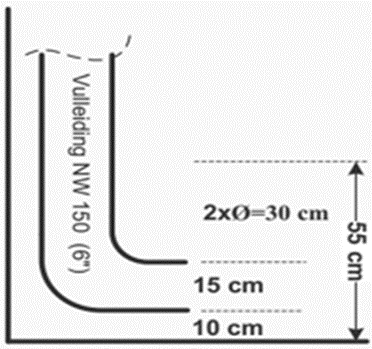 Vulleiding NW 150 (6")
2xØ=30 cm
55 cm
15 cm
10 cm